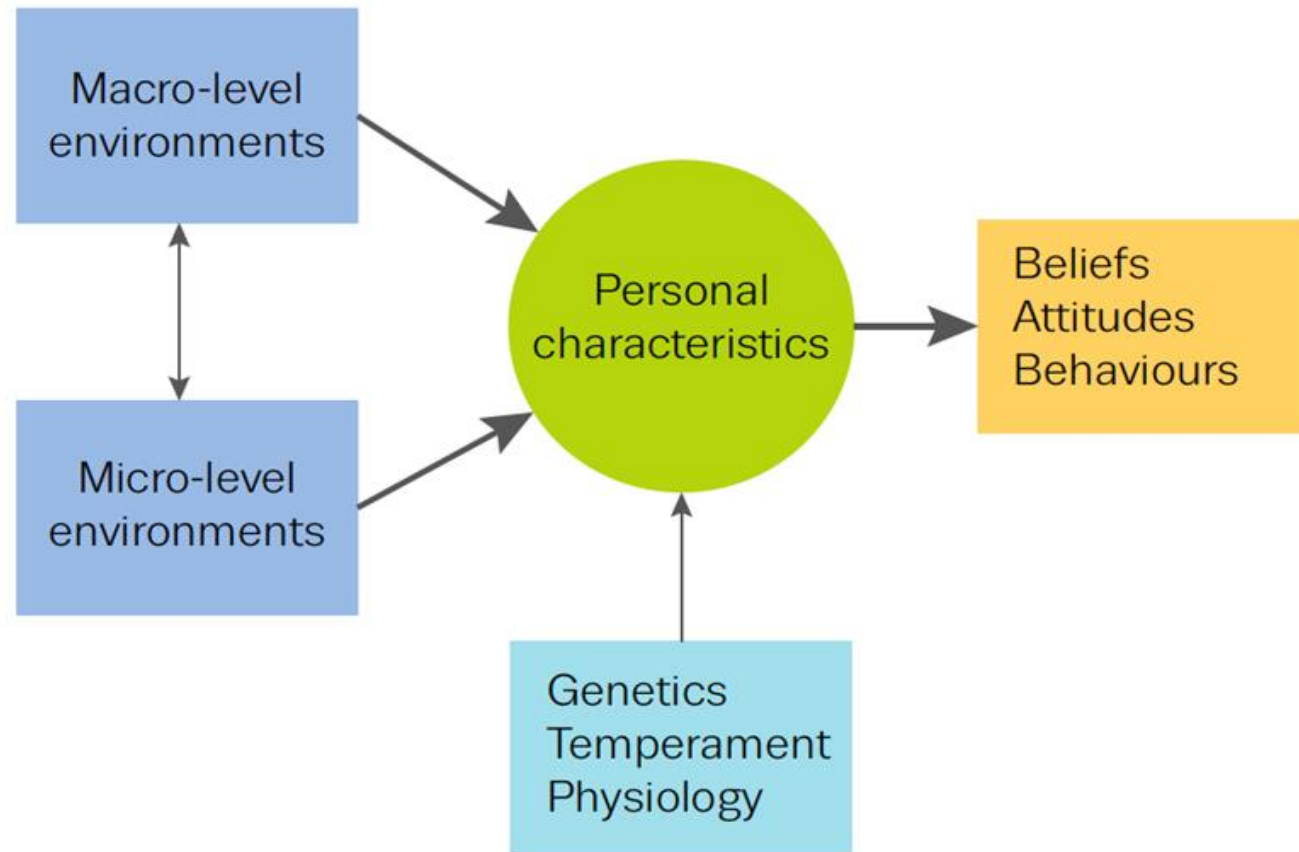 Macro-level
environments
Micro-level
environments
Personal
characteristics
Beliefs
Attitudes
Behaviours
Genetics
Temperament
Physiology